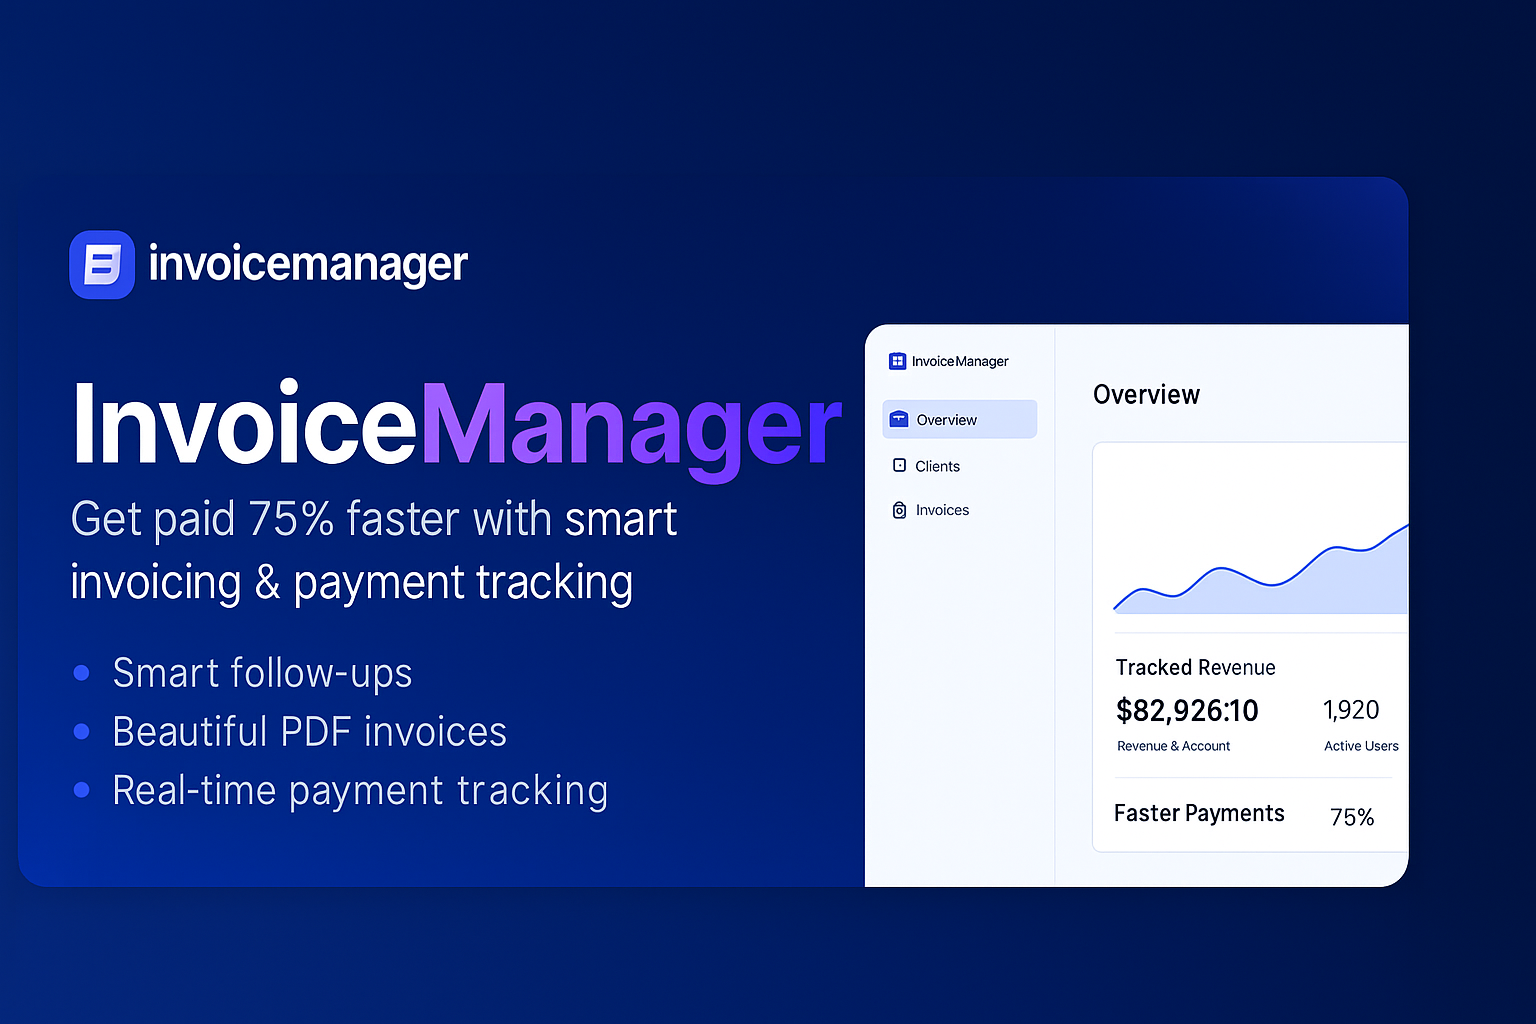 invoicemanager
InvoiceManager
Get paid 75% faster with smart
invoicing & payment tracking
Smart follow-ups
Beautiful PDF invoices
Real-time payment tracking
InvoiceManager
Overview
Clients
Invoices
Overview
Tracked Revenue
$82,926:10
Revenue & Account
1,920
Active Users
Faster Payments
75%